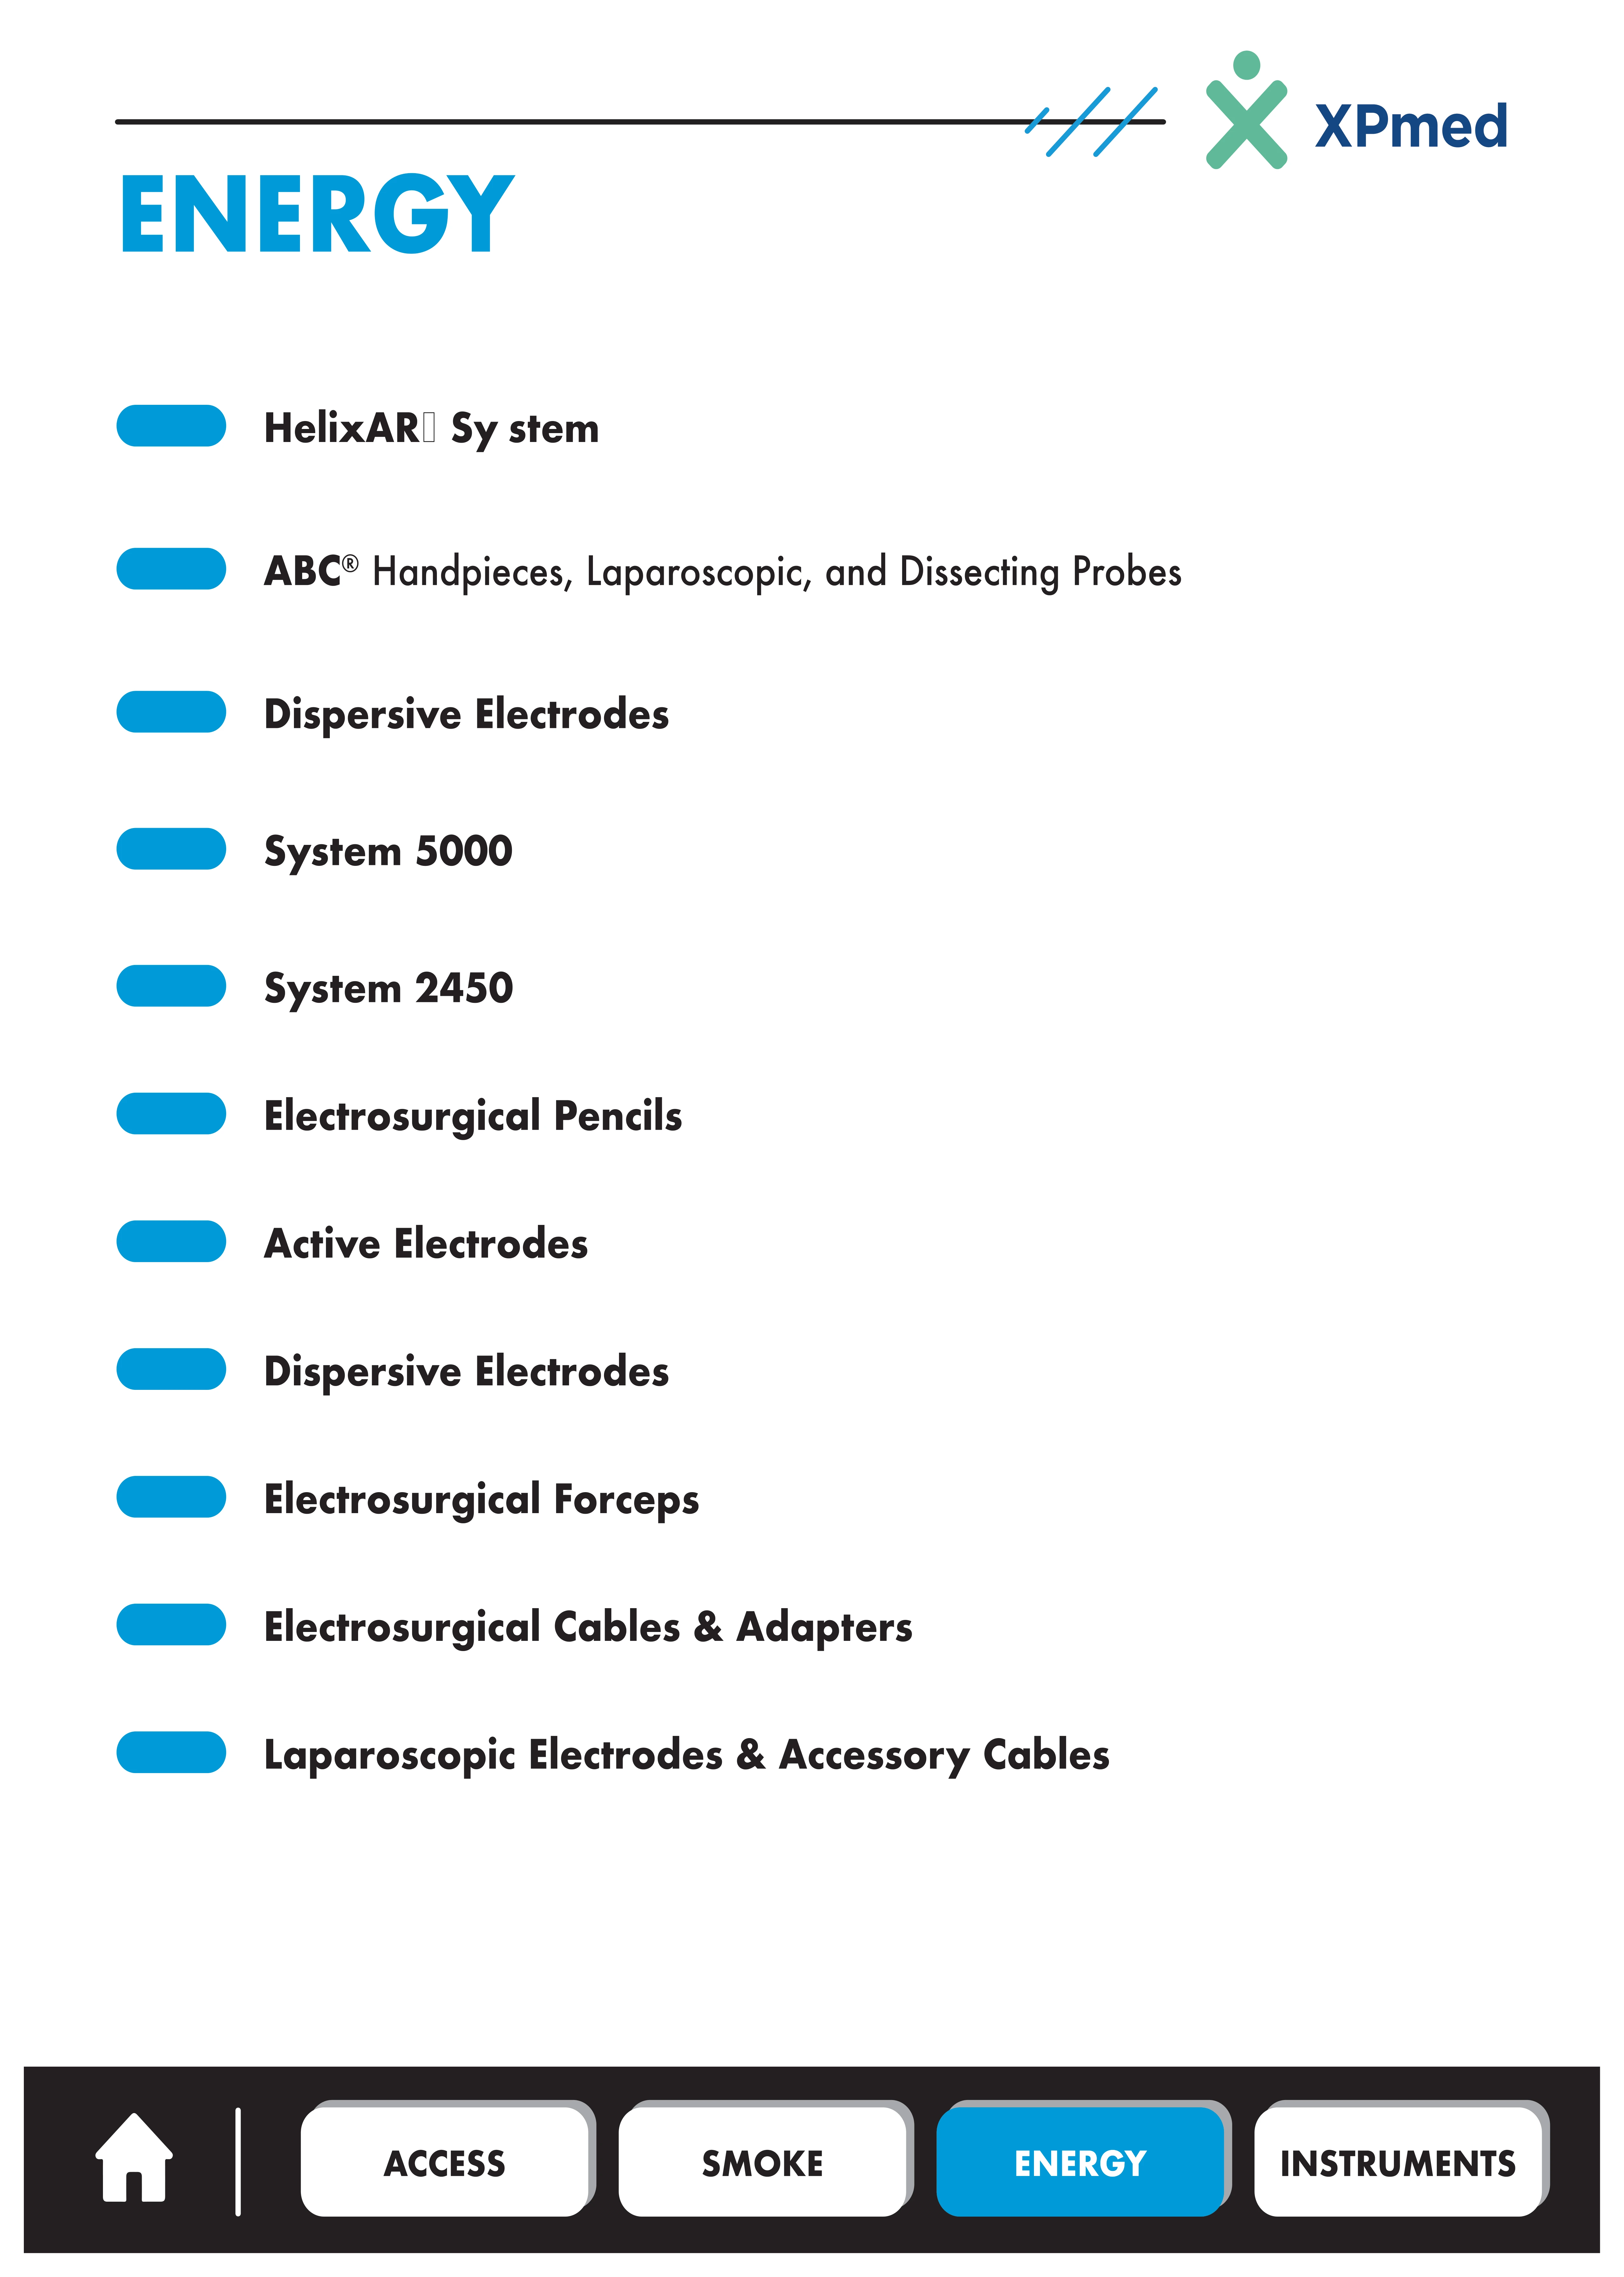 XPmed
ENERGY
HelixAR▯ Sy stem
ABC® Handpieces, Laparoscopic, and Dissecting Probes
Dispersive Electrodes
System 5000
System 2450
Electrosurgical Pencils
Active Electrodes
Dispersive Electrodes
Electrosurgical Forceps
Electrosurgical Cables & Adapters
Laparoscopic Electrodes & Accessory Cables
ACCESS
SMOKE
ENERGY
INSTRUMENTS